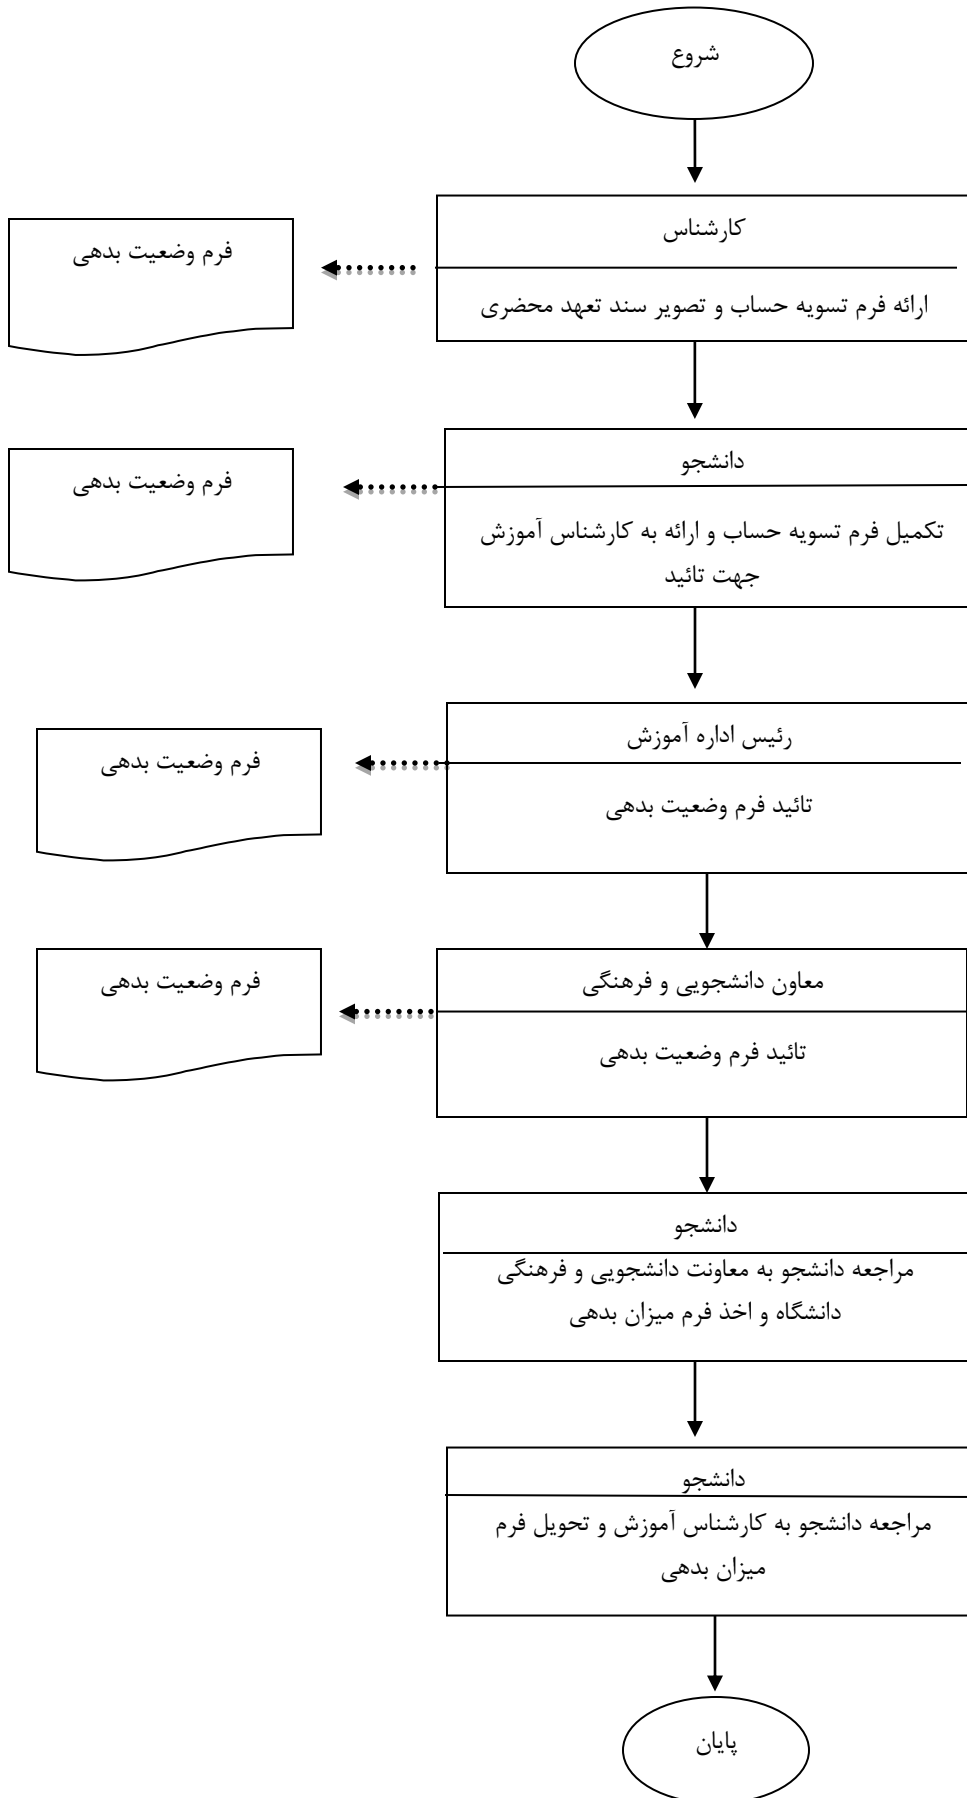 شروع
کارشناس
ارائه فرم تسویه حساب و تصویر سند تعهد محضری
فرم وضعیت بدهی
دانشجو
تکمیل فرم تسویه حساب و ارائه به کارشناس آموزش
جهت تائید
فرم وضعیت بدهی
رئیس اداره آموزش
تائید فرم وضعیت بدهی
فرم وضعیت بدهی
معاون دانشجویی و فرهنگی
تائید فرم وضعیت بدهی
فرم وضعیت بدهی
دانشجو
مراجعه دانشجو به معاونت دانشجویی و فرهنگی
دانشگاه و اخذ فرم میزان بدهی
دانشجو
مراجعه دانشجو به کارشناس آموزش و تحویل فرم
میزان بدهی
پایان